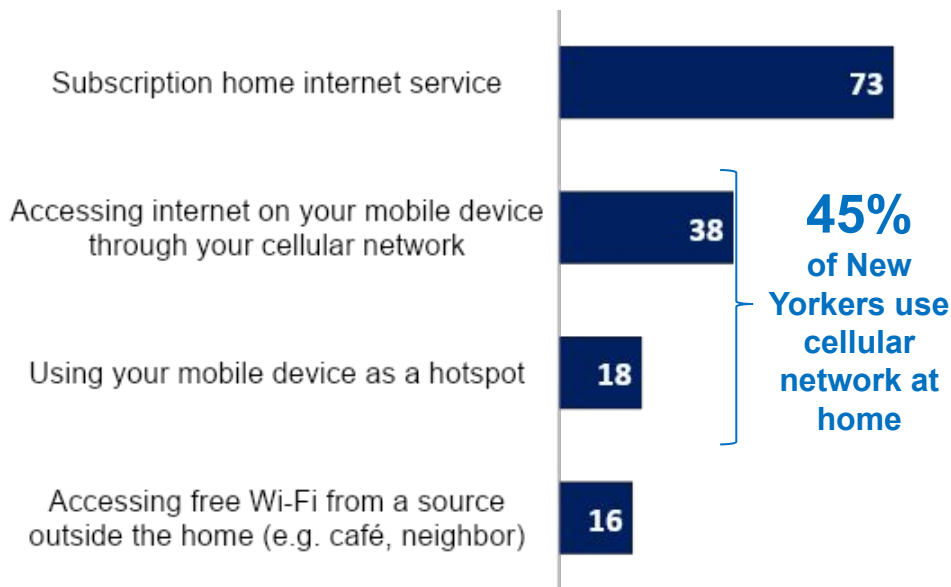 Subscription home internet service
73
Accessing internet on your mobile device
through your cellular network
38
Using your mobile device as a hotspot
18
Accessing free Wi-Fi from a source
outside the home (e.g. café, neighbor)
16
45%
of New
Yorkers use
cellular
network at
home